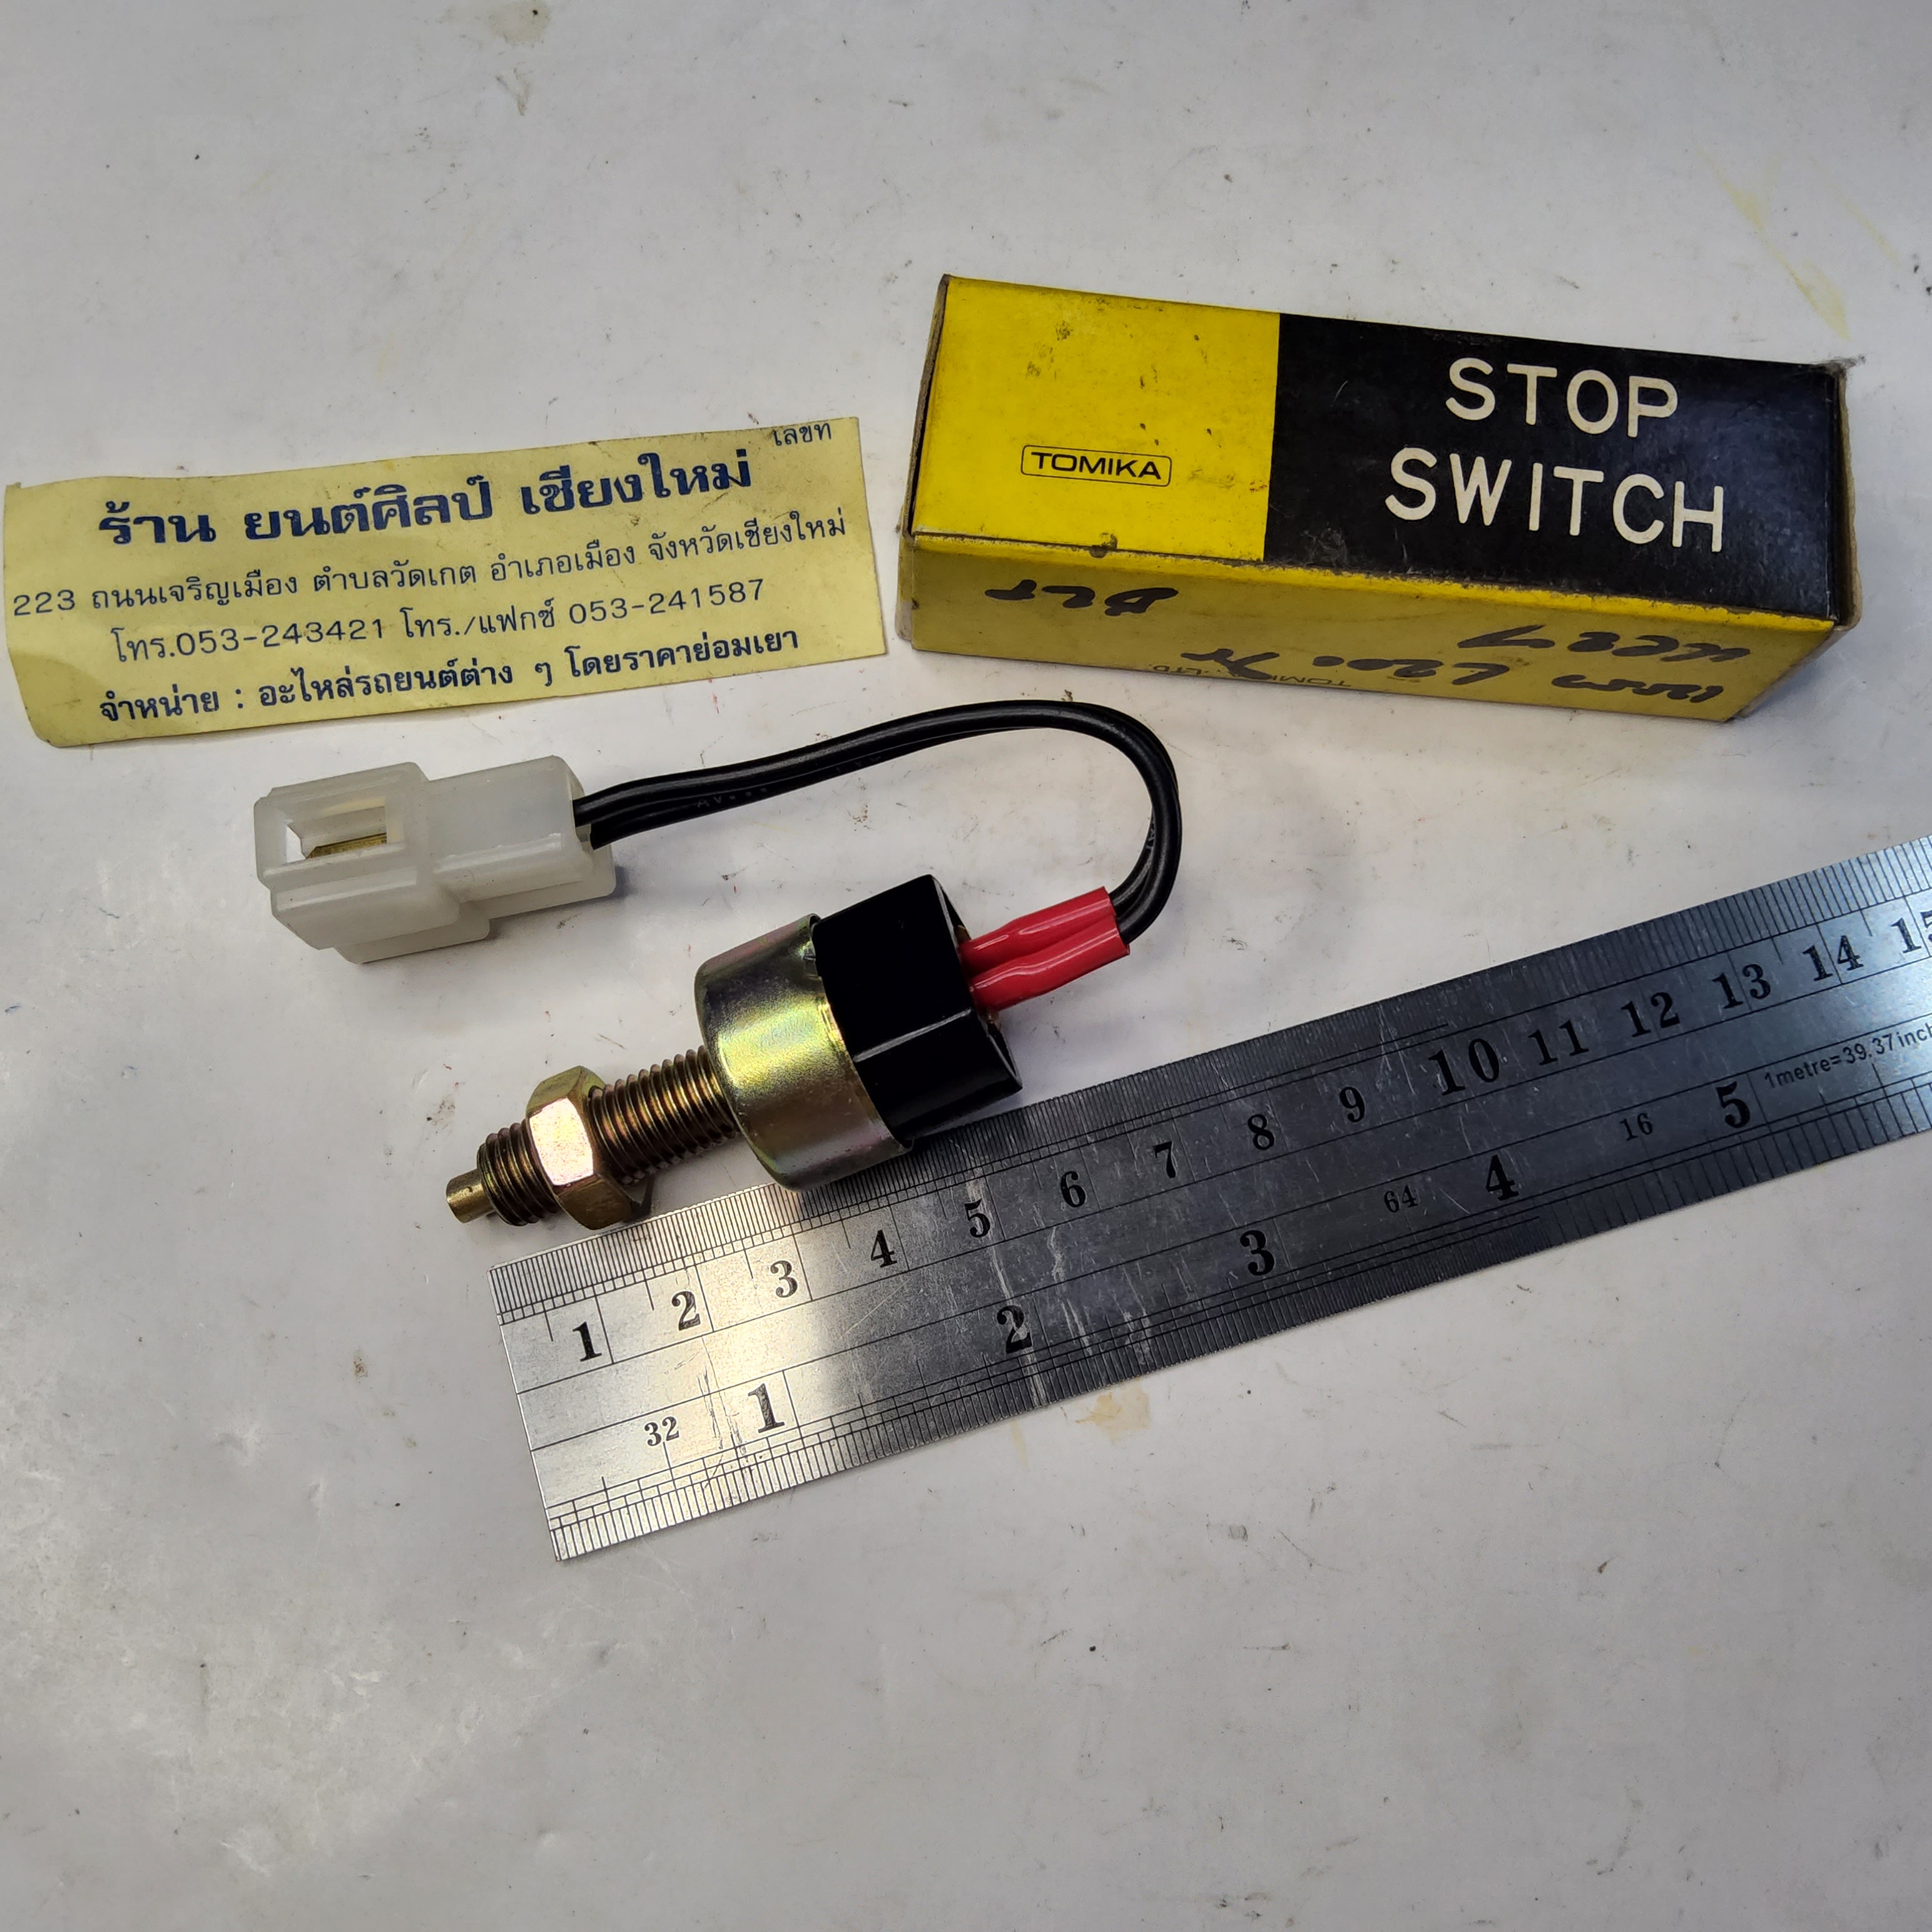 เลขที่
ร้าน ยนต์ศิลป์ เชียงใหม่
223 ถนนเจริญเมือง ตำบลวัดเกต อำเภอเมือง จังหวัดเชียงใหม่
โทร.053-243421 โทร./แฟกซ์ 053-241587
จำหน่าย : อะไหล่รถยนต์ต่าง ๆ โดยราคาย่อมเยา
TOMIKA
STOP
SWITCH
1 2 3 4 5 6 7 8 9 10 11 12 13 14 15
1metre=39.37inch
32 1 2 3 64 4 16 5